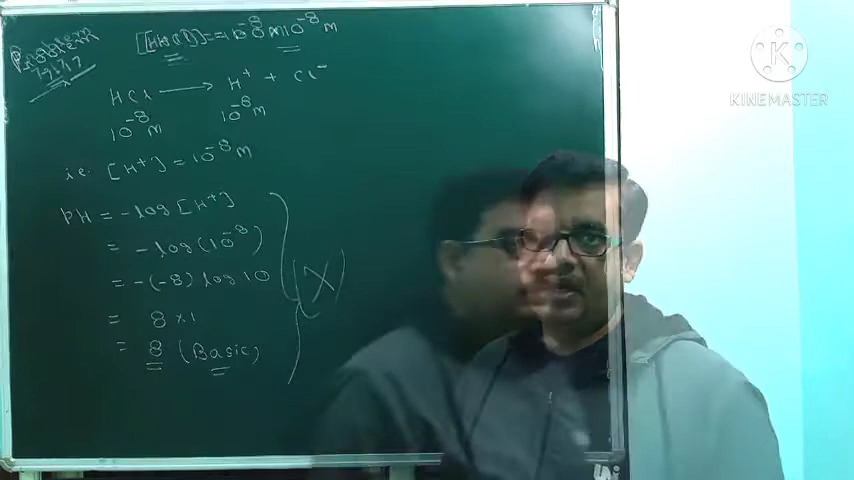 Problem
[HCl] = 10⁻⁸ M
HCl ⟶ H⁺ + Cl⁻
10⁻⁸ M 10⁻⁸ M
i.e. [H⁺] = 10⁻⁸ M
PH = -log [H⁺]
= -log (10⁻⁸)
= -(-8) log 10
= 8 × 1
= 8 (Basic)
(X)
K
KINEMASTER